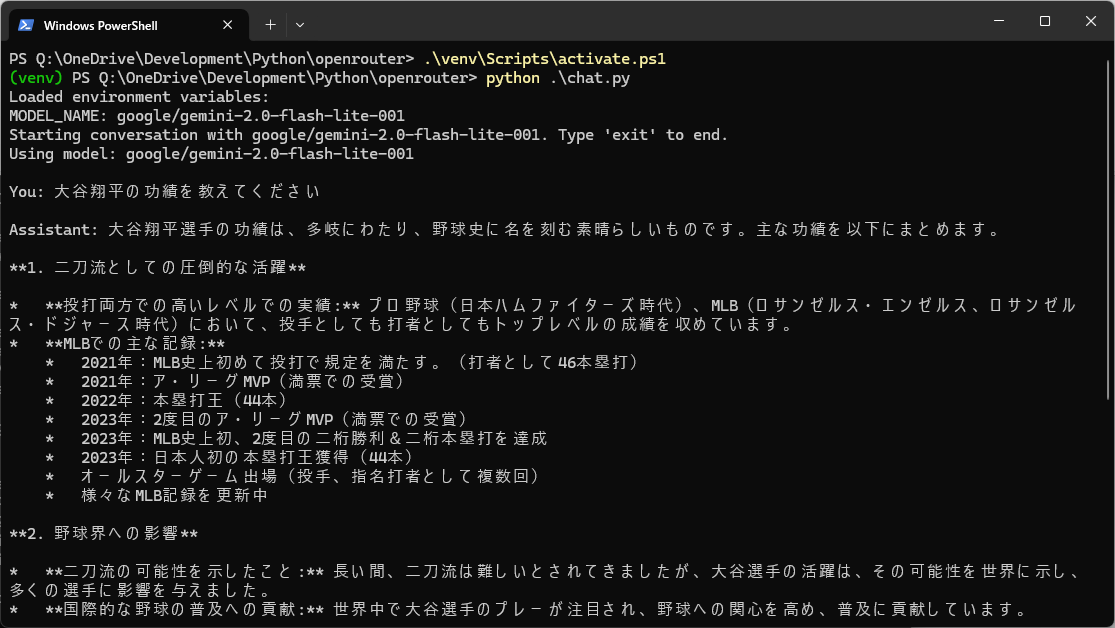 Windows PowerShell
PS Q:\OneDrive\Development\Python\openrouter> .\venv\Scripts\activate.ps1
(venv) PS Q:\OneDrive\Development\Python\openrouter> python .\chat.py
Loaded environment variables:
MODEL_NAME: google/gemini-2.0-flash-lite-001
Starting conversation with google/gemini-2.0-flash-lite-001. Type 'exit' to end.
Using model: google/gemini-2.0-flash-lite-001
You: 大谷翔平の功績を教えてください
Assistant: 大谷翔平選手の功績は、多岐にわたり、野球史に名を刻む素晴らしいものです。主な功績を以下にまとめます。
**1. 二刀流としての圧倒的な活躍**
*   **投打両方での高いレベルでの実績:** プロ野球（日本ハムファイターズ時代）、MLB（ロサンゼルス・エンゼルス、ロサンゼル
ス・ドジャース時代）において、投手としても打者としてもトップレベルの成績を収めています。
*   **MLBでの主な記録:**
    *   2021年：MLB史上初めて投打で規定を満たす。（打者として46本塁打）
    *   2021年：ア・リーグMVP（満票での受賞）
    *   2022年：本塁打王（44本）
    *   2023年：2度目のア・リーグMVP（満票での受賞）
    *   2023年：MLB史上初、2度目の二桁勝利＆二桁本塁打を達成
    *   2023年：日本人初の本塁打王獲得（44本）
    *   オールスターゲーム出場（投手、指名打者として複数回）
    *   様々なMLB記録を更新中
**2. 野球界への影響**
*   **二刀流の可能性を示したこと:** 長い間、二刀流は難しいとされてきましたが、大谷選手の活躍は、その可能性を世界に示し、
多くの選手に影響を与えました。
*   **国際的な野球の普及への貢献:** 世界中で大谷選手のプレーが注目され、野球への関心を高め、普及に貢献しています。